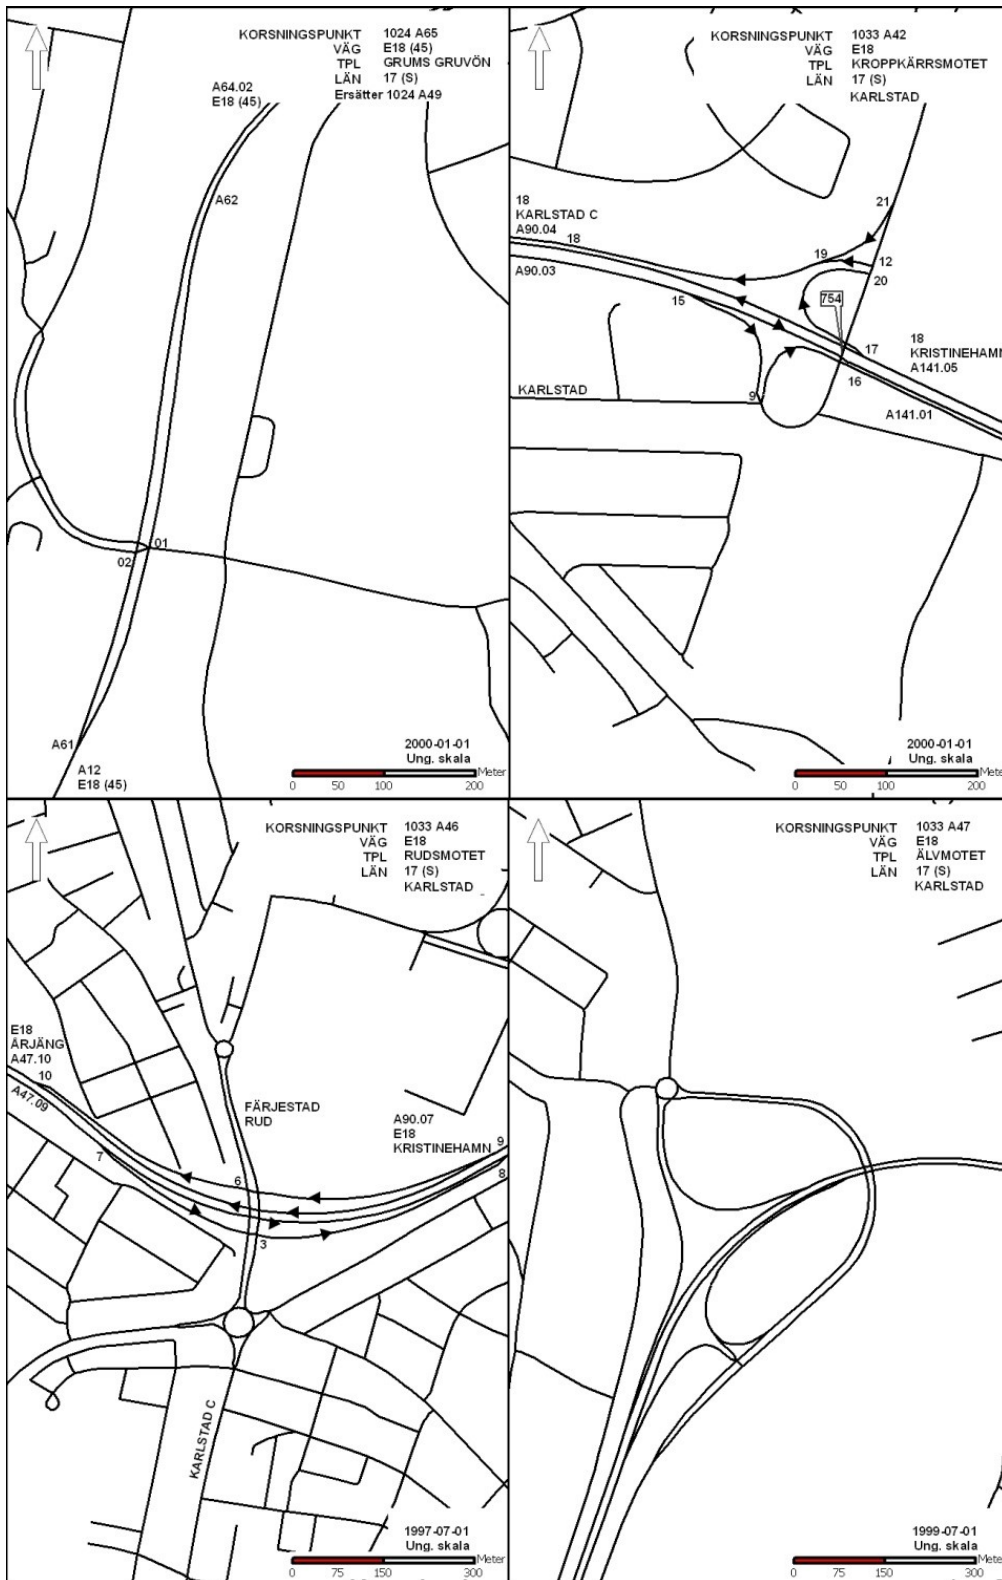 KORSNINGSPUNKT 1024 A65
VÄG E18 (45)
TPL GRUMS GRUVÖN
LÄN 17 (S)
Ersätter 1024 A49
A64.02
E18 (45)
A62
01
02
A61
A12
E18 (45)
2000-01-01
Ung. skala
Meter
0 50 100 200
KORSNINGSPUNKT 1033 A42
VÄG E18
TPL KROPPKÄRRSMOTET
LÄN 17 (S)
KARLSTAD
18
KARLSTAD C
A90.04
18
A90.03
21
19
12
20
15
754
17
16
18
KRISTINEHAMN
A141.05
A141.01
KARLSTAD
9
2000-01-01
Ung. skala
Meter
0 50 100 200
KORSNINGSPUNKT 1033 A46
VÄG E18
TPL RUDSMOTET
LÄN 17 (S)
KARLSTAD
E18
ÅRJÄNG
A47.10
10
A47.09
7
FÄRJESTAD
RUD
A90.07
E18
KRISTINEHAMN
9
8
6
3
KARLSTAD C
1997-07-01
Ung. skala
Meter
0 75 150 300
KORSNINGSPUNKT 1033 A47
VÄG E18
TPL ÄLVMOTET
LÄN 17 (S)
KARLSTAD
1999-07-01
Ung. skala
Meter
0 75 150 300